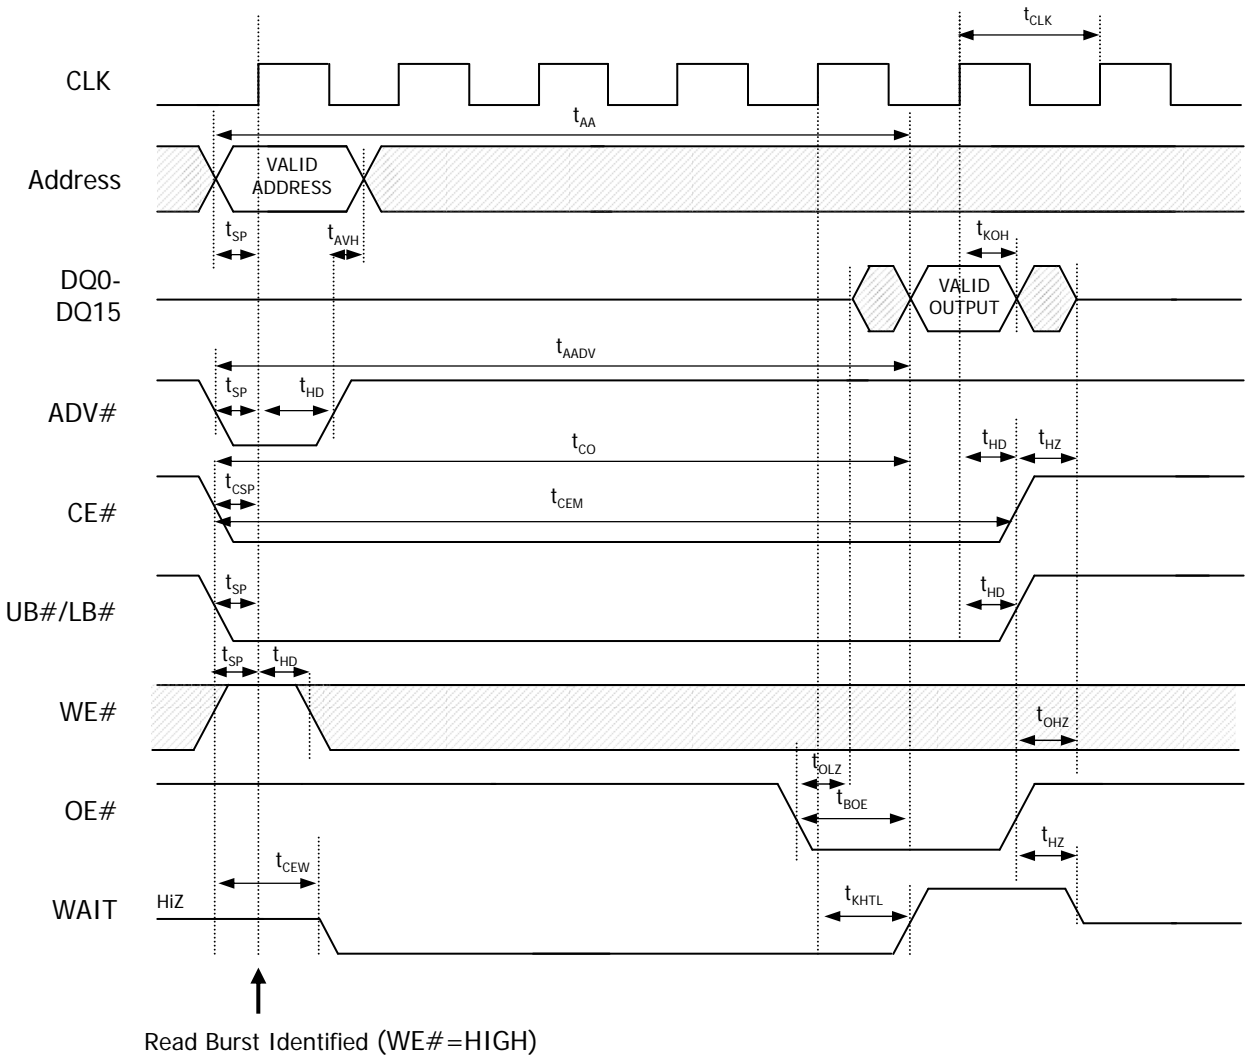 tCLK
CLK
tAA
Address
VALID
ADDRESS
tSP
tAVH
tKOH
DQ0-
DQ15
VALID
OUTPUT
tAADV
ADV#
tSP
tHD
tCO
tHD
tHZ
CE#
tCSP
tCEM
UB#/LB#
tSP
tHD
tSP
tHD
WE#
tOHZ
OE#
tOLZ
tBOE
tHZ
tCEW
WAIT
HiZ
tKHTL
Read Burst Identified (WE#=HIGH)